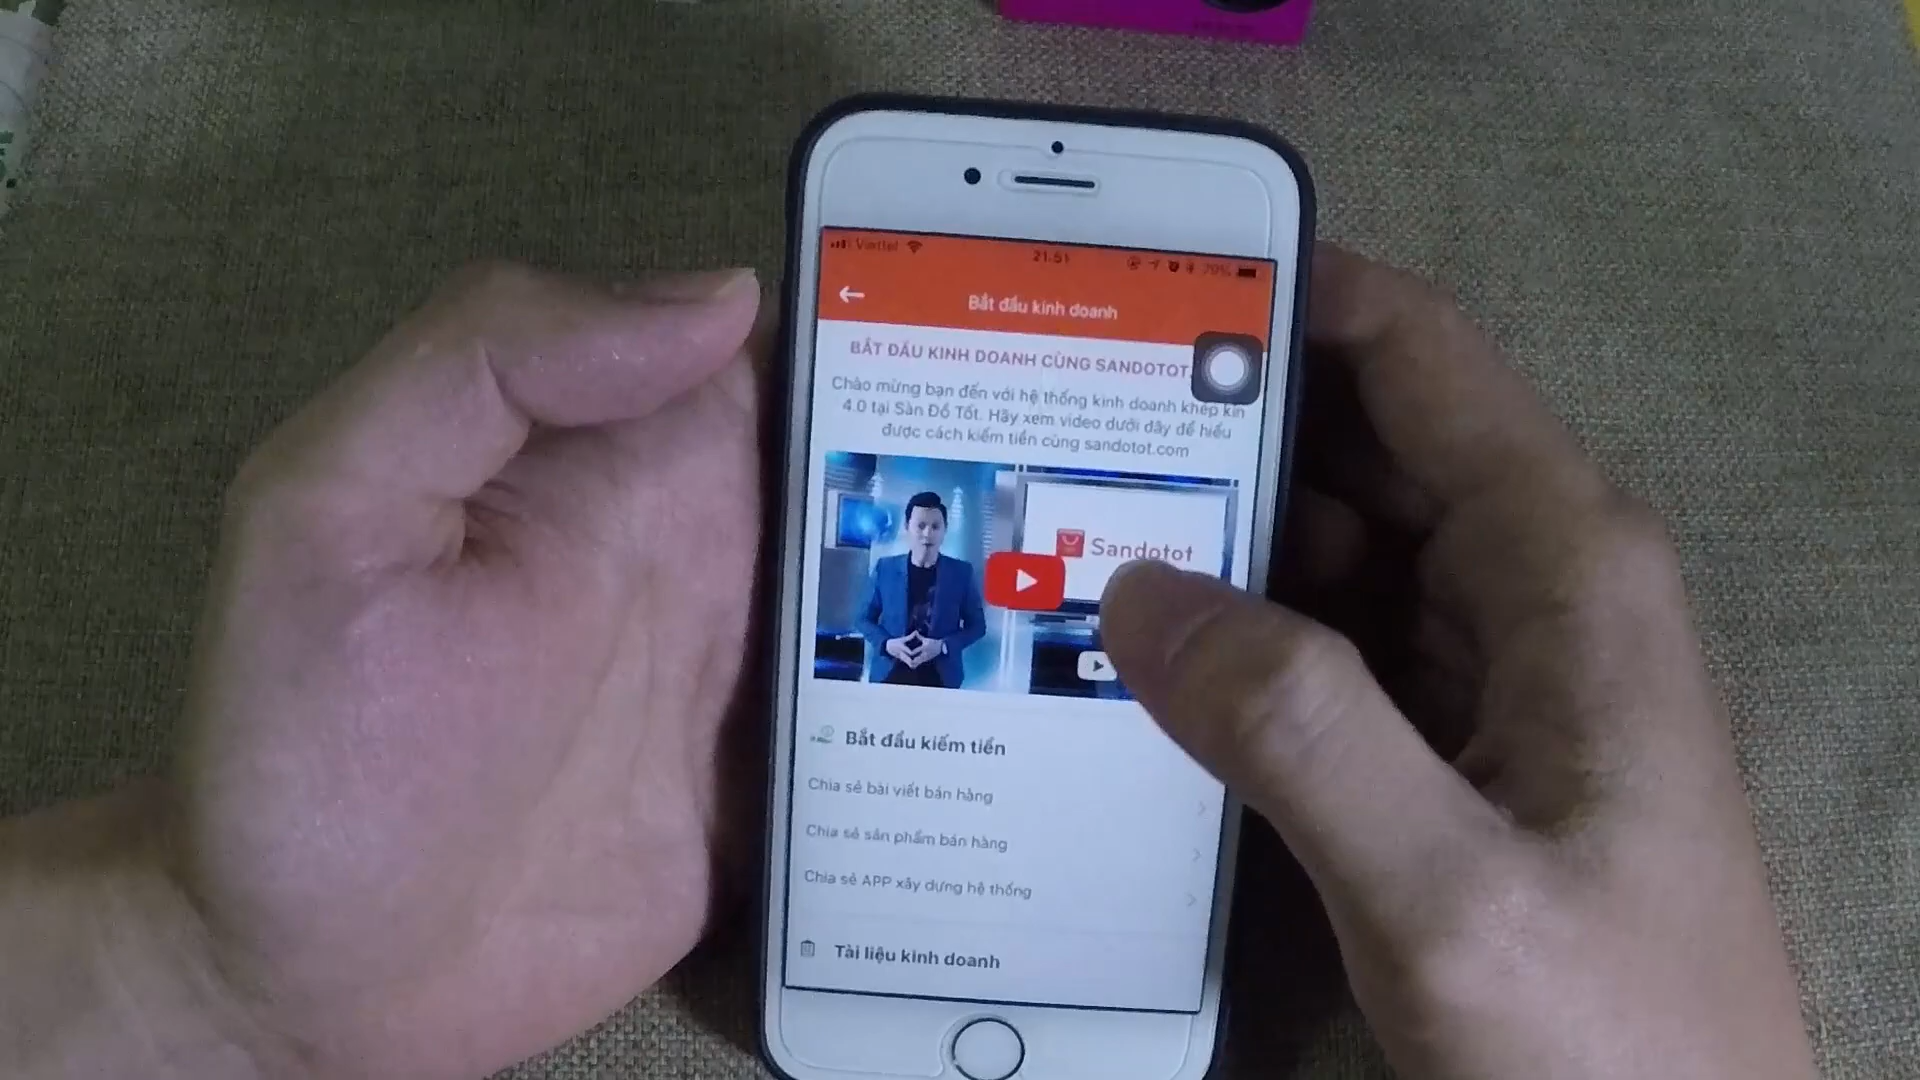 Viettel 21:51 79%
Bắt đầu kinh doanh
BẮT ĐẦU KINH DOANH CÙNG SANDOTOT.
Chào mừng bạn đến với hệ thống kinh doanh khép kín
4.0 tại Sàn Đồ Tốt. Hãy xem video dưới đây để hiểu
được cách kiếm tiền cùng sandotot.com
Sandotot
Bắt đầu kiếm tiền
Chia sẻ bài viết bán hàng
Chia sẻ sản phẩm bán hàng
Chia sẻ APP xây dựng hệ thống
Tài liệu kinh doanh